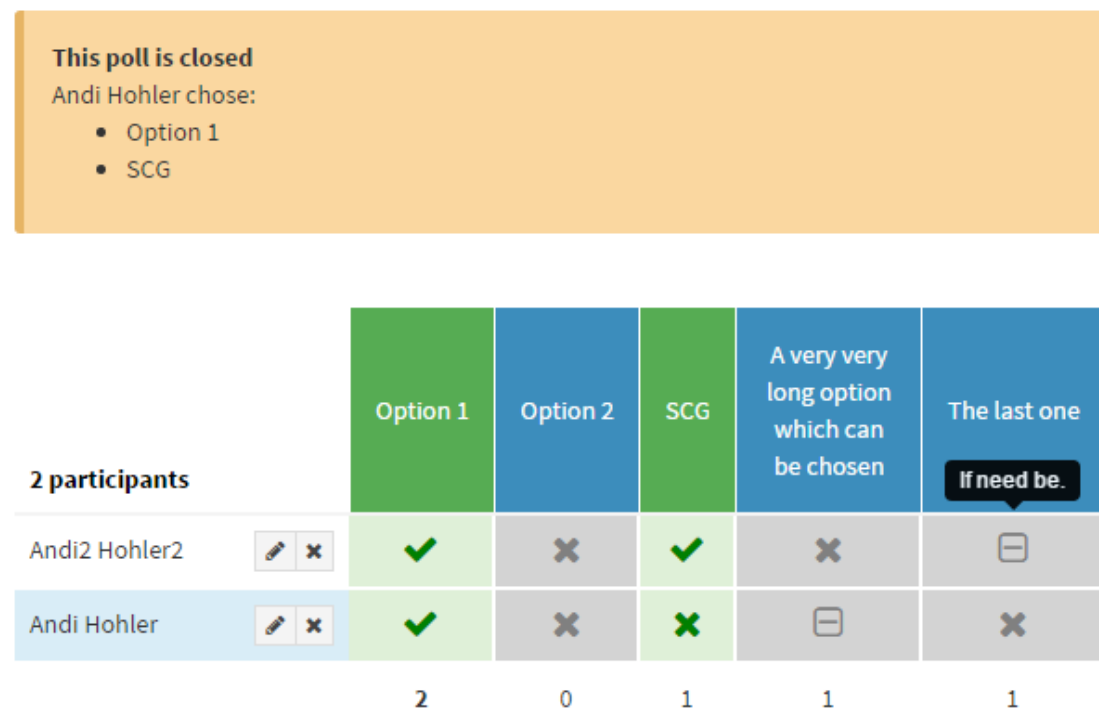 This poll is closed
Andi Hohler chose:
• Option 1
• SCG
Option 1
Option 2
SCG
A very very
long option
which can
be chosen
The last one
If need be.
2 participants
Andi2 Hohler2
Andi Hohler
2 0 1 1 1